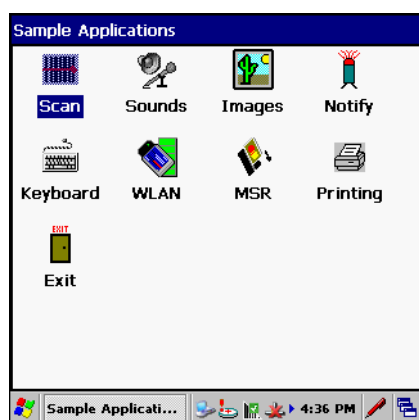 Sample Applications
Scan Sounds Images Notify
Keyboard WLAN MSR Printing
EXIT
Exit
Sample Applicati... 4:36 PM